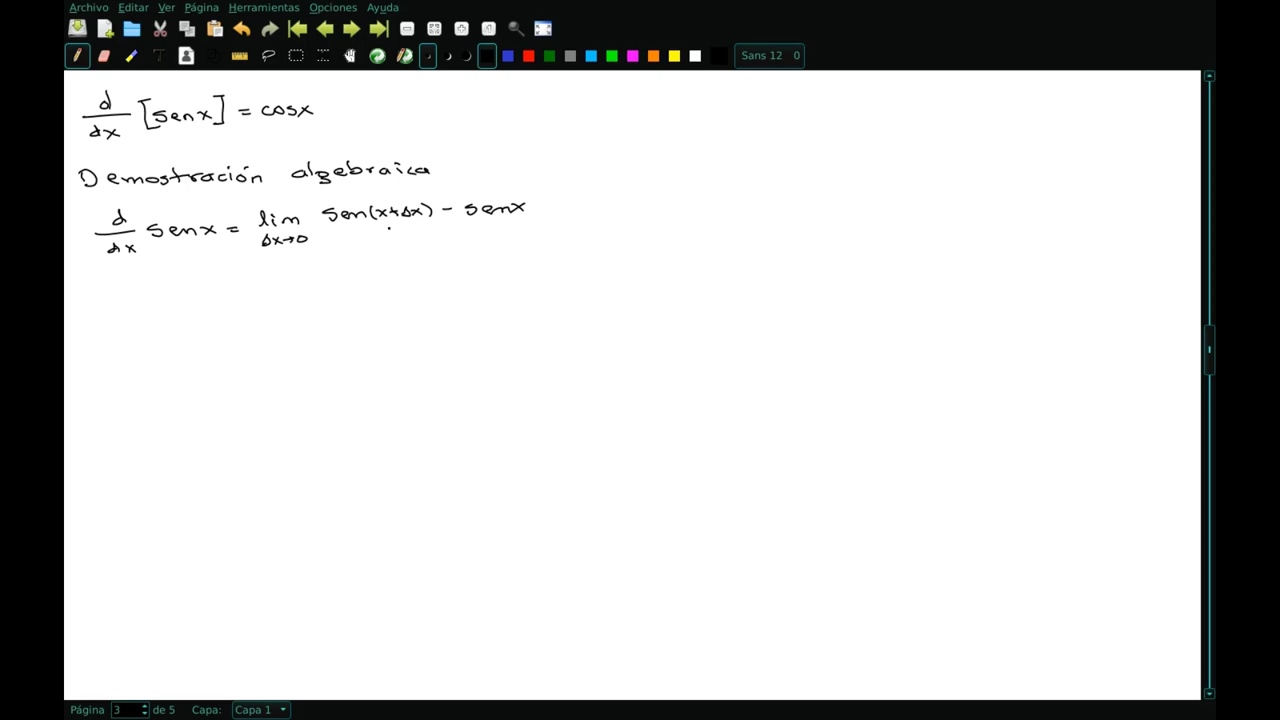 Archivo Editar Ver Página Herramientas Opciones Ayuda
Sans 12 0
d/dx [senx] = cosx
Demostración algebraica
d/dx senx = lim Δx→0 sen(x+Δx) - senx
Página 3 de 5 Capa: Capa 1